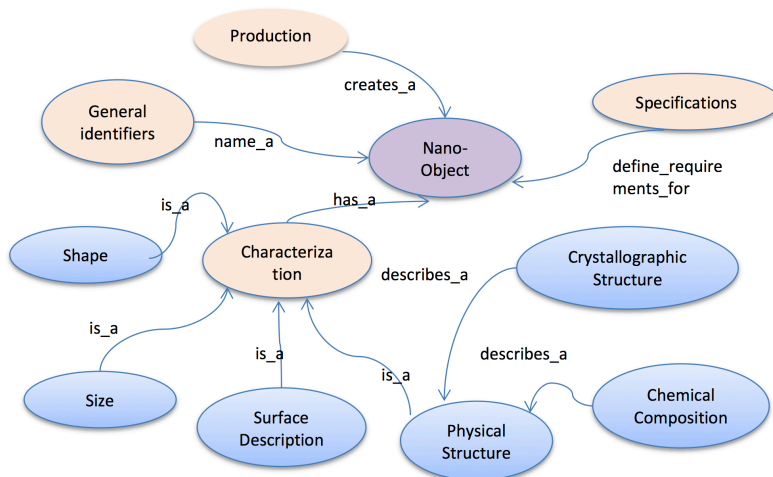 Production
creates_a
General
identifiers
Specifications
name_a
Nano-
Object
define_require
ments_for
is_a
has_a
Shape
Characteriza
tion
describes_a
Crystallographic
Structure
is_a
is_a
is_a
describes_a
Size
Surface
Description
Physical
Structure
Chemical
Composition